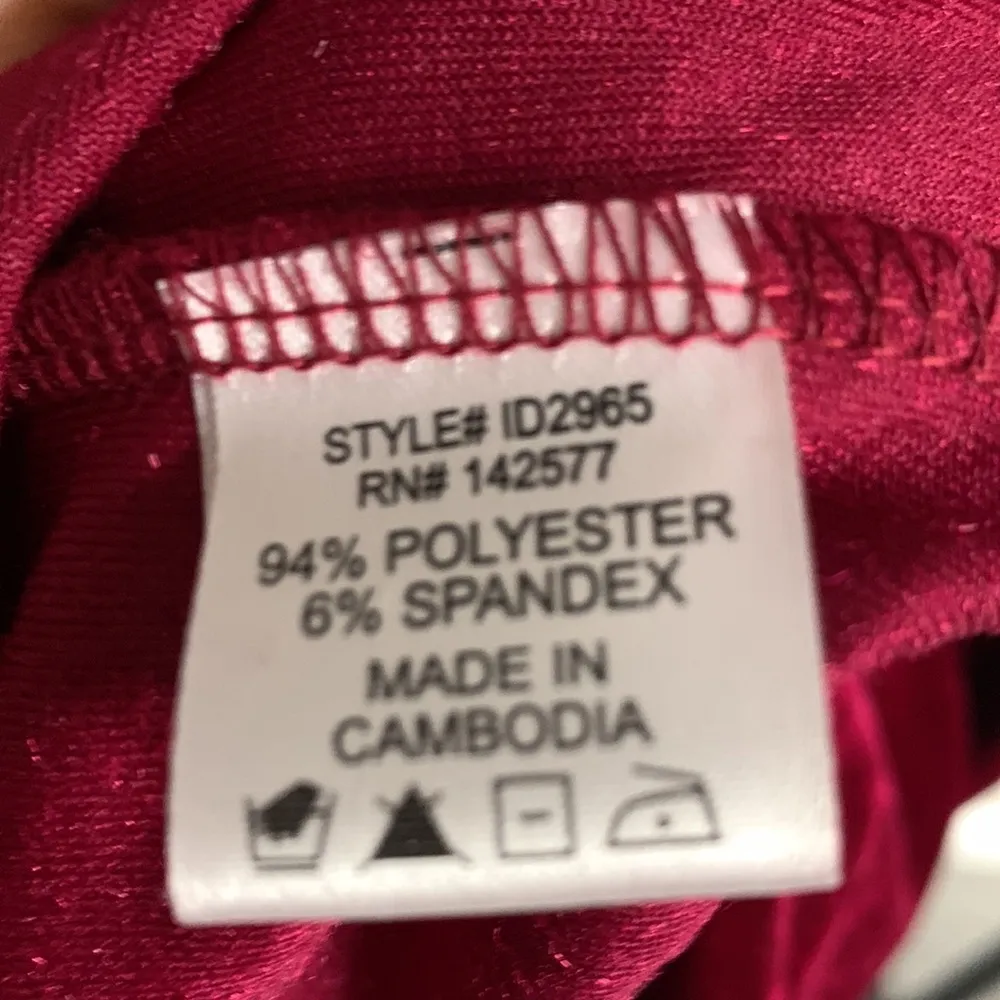 STYLE# ID2965
RN# 142577
94% POLYESTER
6% SPANDEX
MADE IN
CAMBODIA